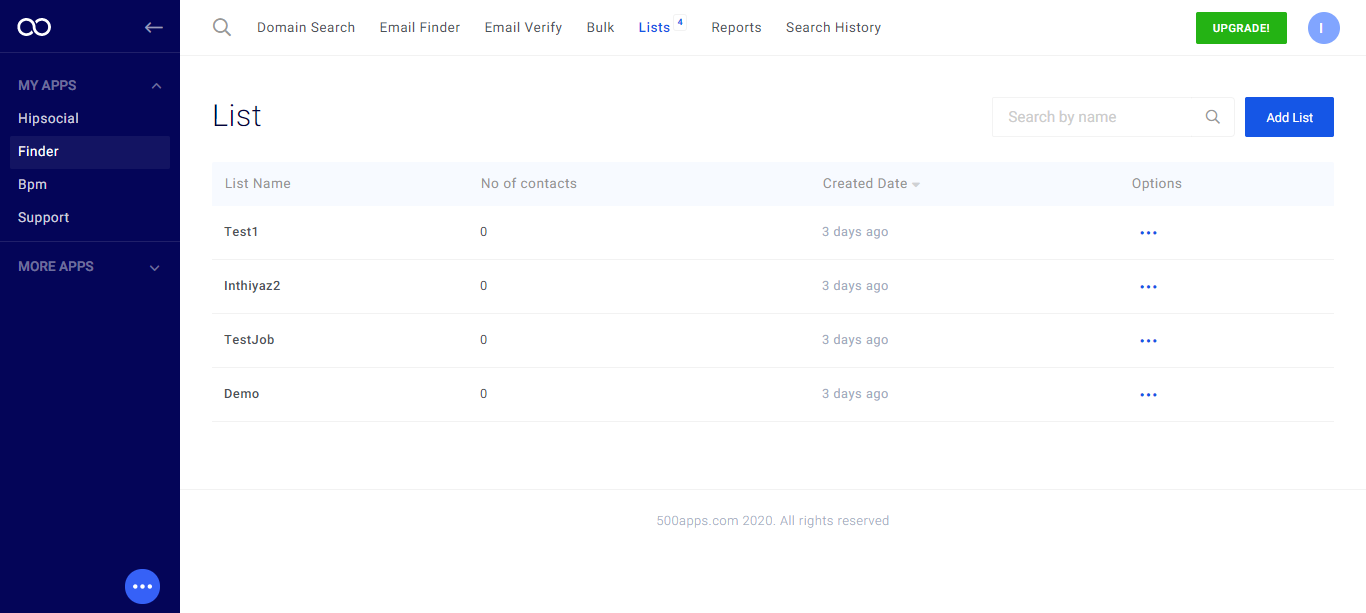 Domain Search Email Finder Email Verify Bulk Lists 4 Reports Search History UPGRADE! I
MY APPS
Hipsocial
Finder
Bpm
Support
MORE APPS
List Search by name Add List
List Name No of contacts Created Date Options
Test1 0 3 days ago
Inthiyaz2 0 3 days ago
TestJob 0 3 days ago
Demo 0 3 days ago
500apps.com 2020. All rights reserved